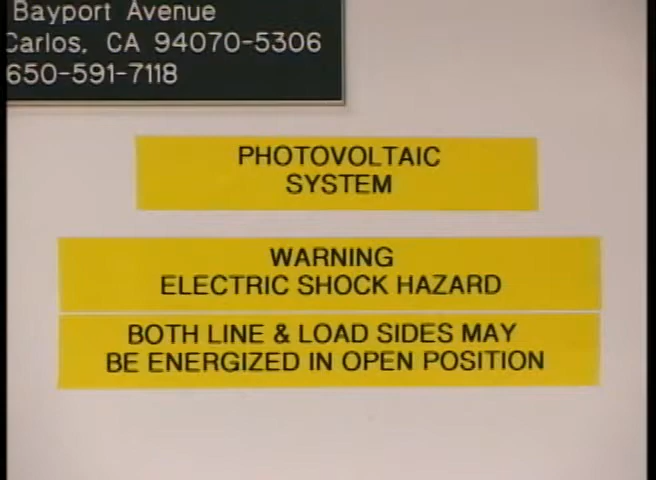 Bayport Avenue
Carlos, CA 94070-5306
650-591-7118
PHOTOVOLTAIC
SYSTEM
WARNING
ELECTRIC SHOCK HAZARD
BOTH LINE & LOAD SIDES MAY
BE ENERGIZED IN OPEN POSITION